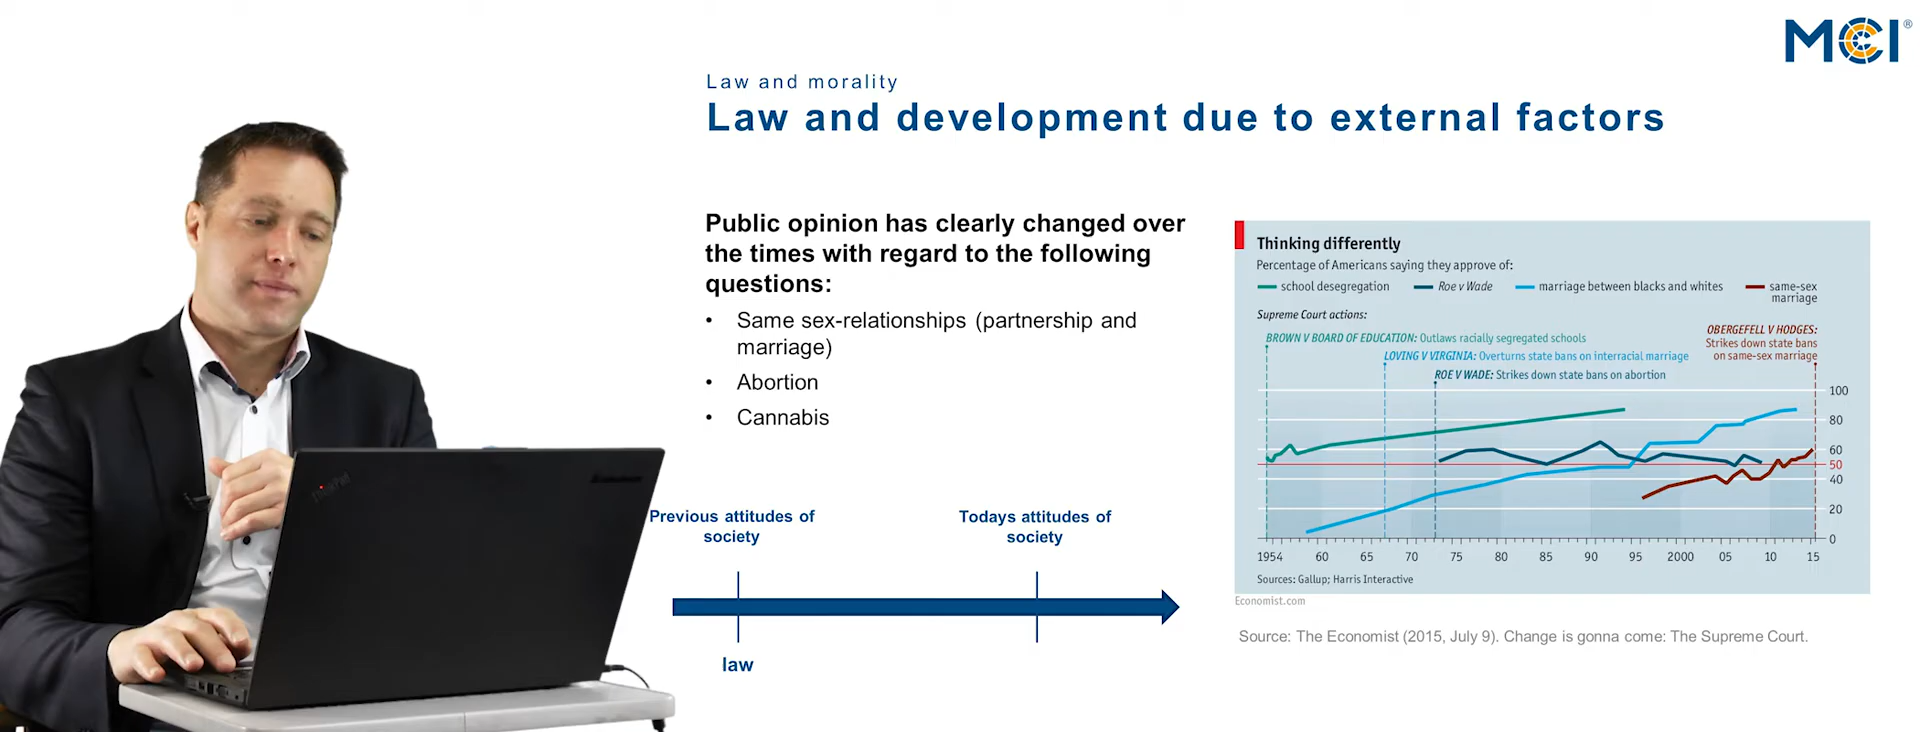 MCI®
Law and morality
Law and development due to external factors
Public opinion has clearly changed over
the times with regard to the following
questions:
• Same sex-relationships (partnership and
marriage)
• Abortion
• Cannabis
Previous attitudes of
society
Todays attitudes of
society
law
Thinking differently
Percentage of Americans saying they approve of:
school desegregation
Roe v Wade
marriage between blacks and whites
same-sex
marriage
Supreme Court actions:
BROWN V BOARD OF EDUCATION: Outlaws racially segregated schools
LOVING V VIRGINIA: Overturns state bans on interracial marriage
ROE V WADE: Strikes down state bans on abortion
OBERGEFELL V HODGES:
Strikes down state bans
on same-sex marriage
100
80
60
50
40
20
0
1954 60 65 70 75 80 85 90 95 2000 05 10 15
Sources: Gallup; Harris Interactive
Economist.com
Source: The Economist (2015, July 9). Change is gonna come: The Supreme Court.
ThinkPad